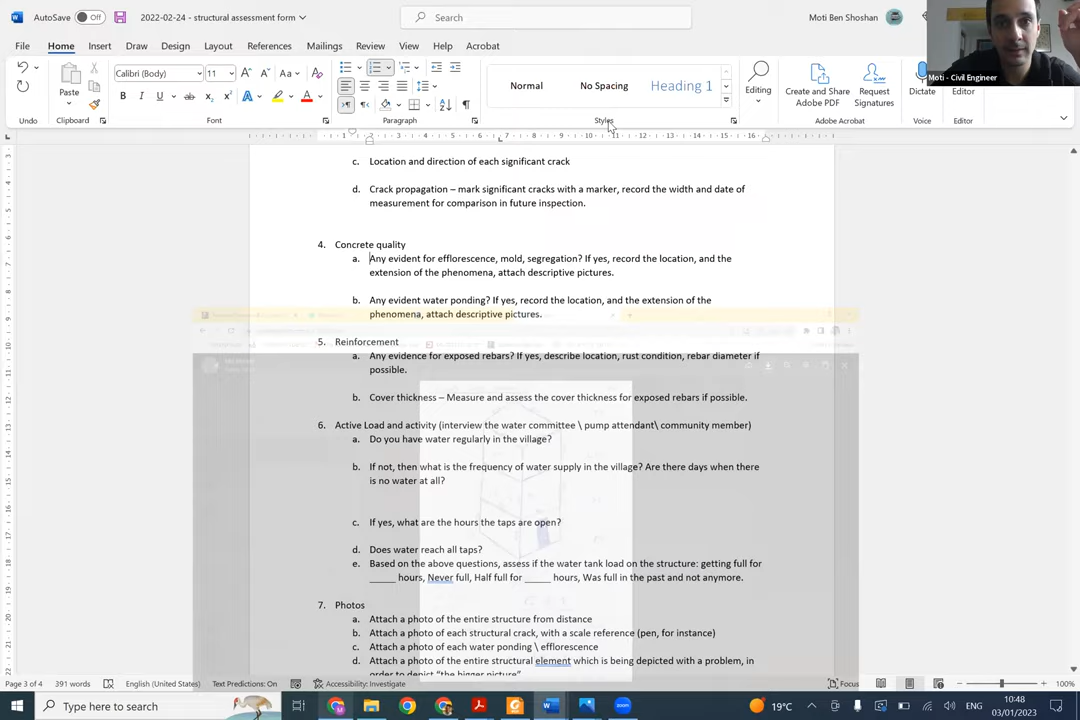 AutoSave Off 2022-02-24 - structural assessment form Search Moti Ben Shoshan
File Home Insert Draw Design Layout References Mailings Review View Help Acrobat
Moti - Civil Engineer
Calibri (Body) 11
Paste
Normal No Spacing Heading 1
Editing
Create and Share Adobe PDF
Request Signatures
Dictate
Editor
Undo Clipboard Font Paragraph Styles Adobe Acrobat Voice Editor
c. Location and direction of each significant crack
d. Crack propagation – mark significant cracks with a marker, record the width and date of
measurement for comparison in future inspection.
4. Concrete quality
a. Any evident for efflorescence, mold, segregation? If yes, record the location, and the
extension of the phenomena, attach descriptive pictures.
b. Any evident water ponding? If yes, record the location, and the extension of the
phenomena, attach descriptive pictures.
5. Reinforcement
a. Any evidence for exposed rebars? If yes, describe location, rust condition, rebar diameter if
possible.
b. Cover thickness – Measure and assess the cover thickness for exposed rebars if possible.
6. Active Load and activity (interview the water committee \ pump attendant\ community member)
a. Do you have water regularly in the village?
b. If not, then what is the frequency of water supply in the village? Are there days when there
is no water at all?
c. If yes, what are the hours the taps are open?
d. Does water reach all taps?
e. Based on the above questions, assess if the water tank load on the structure: getting full for
_____ hours, Never full, Half full for _____ hours, Was full in the past and not anymore.
7. Photos
a. Attach a photo of the entire structure from distance
b. Attach a photo of each structural crack, with a scale reference (pen, for instance)
c. Attach a photo of each water ponding \ efflorescence
d. Attach a photo of the entire structural element which is being depicted with a problem, in
order to depict "the bigger picture"
Page 3 of 4 391 words English (United States) Text Predictions: On Accessibility: Investigate Focus 100%
Type here to search 19°C ENG 10:48
03/01/2023